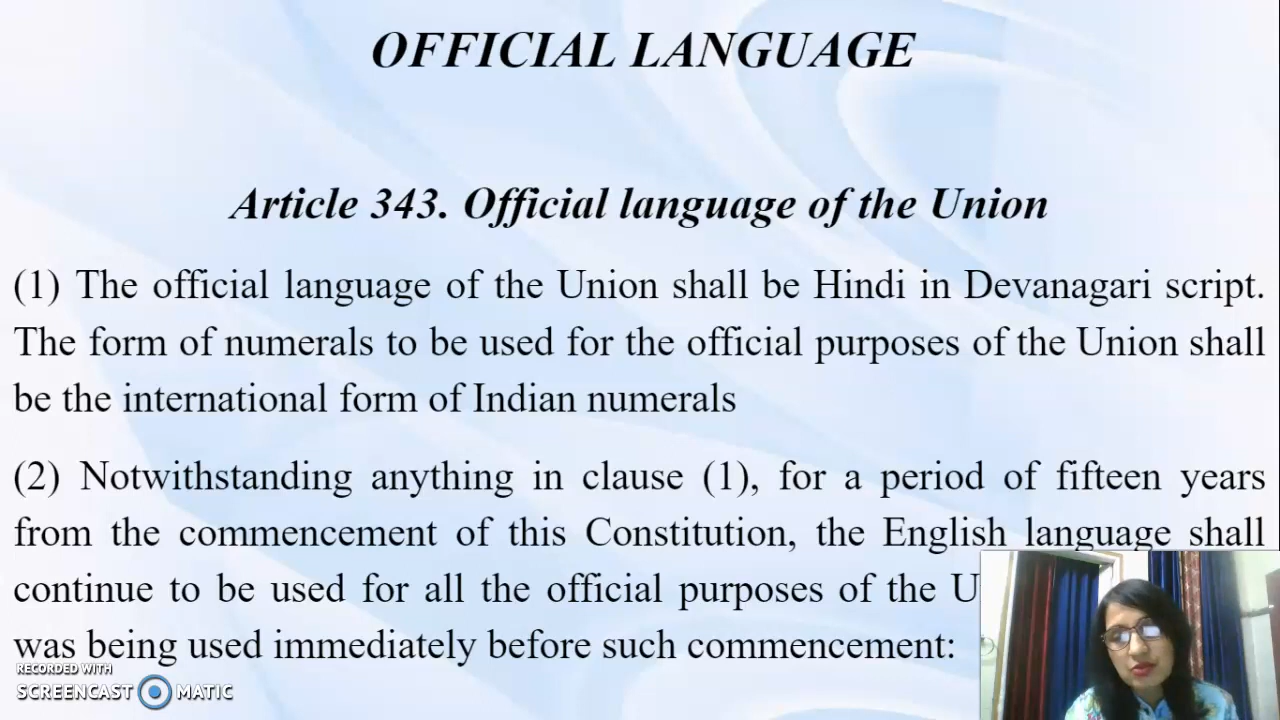 OFFICIAL LANGUAGE
Article 343. Official language of the Union
(1) The official language of the Union shall be Hindi in Devanagari script.
The form of numerals to be used for the official purposes of the Union shall
be the international form of Indian numerals
(2) Notwithstanding anything in clause (1), for a period of fifteen years
from the commencement of this Constitution, the English language shall
continue to be used for all the official purposes of the
was being used immediately before such commencement:
RECORDED WITH
SCREENCAST MATIC